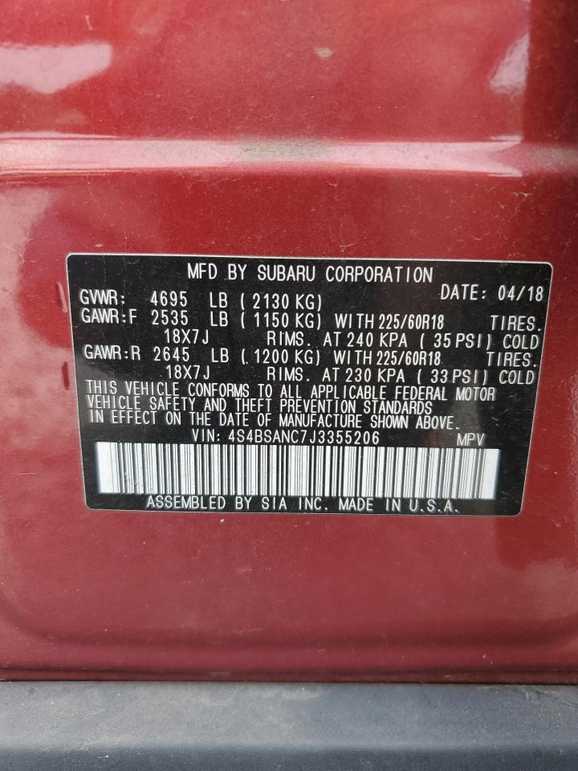 MFD BY SUBARU CORPORATION
GVWR: 4695 LB ( 2130 KG) DATE: 04/18
GAWR:F 2535 LB ( 1150 KG) WITH 225/60R18 TIRES.
18X7J RIMS. AT 240 KPA ( 35 PSI) COLD
GAWR:R 2645 LB ( 1200 KG) WITH 225/60R18 TIRES.
18X7J RIMS. AT 230 KPA ( 33 PSI) COLD
THIS VEHICLE CONFORMS TO ALL APPLICABLE FEDERAL MOTOR
VEHICLE SAFETY AND THEFT PREVENTION STANDARDS
IN EFFECT ON THE DATE OF MANUFACTURE SHOWN ABOVE.
VIN: 4S4BSANC7J3355206 MPV
ASSEMBLED BY SIA INC. MADE IN U.S.A.